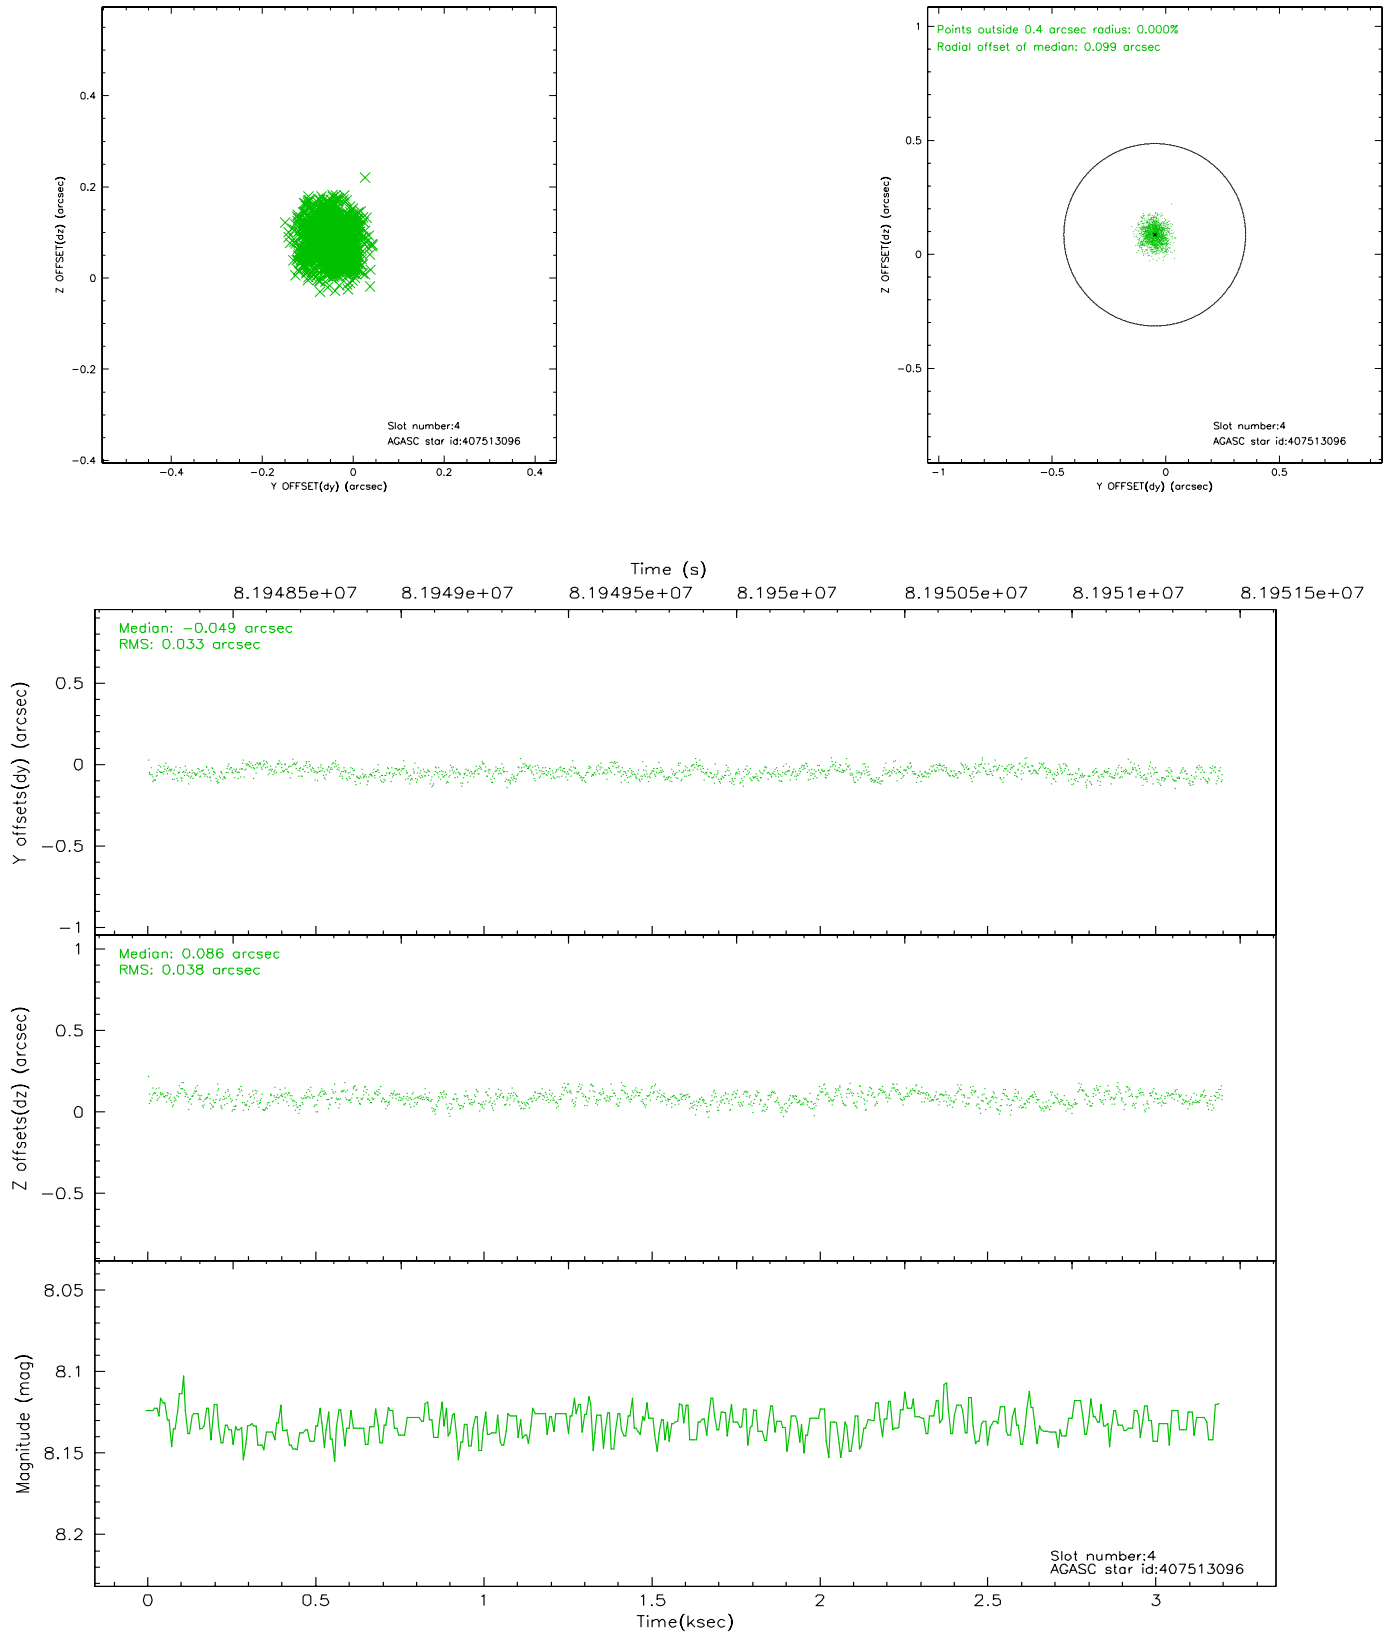 0.4
0.2
0
−0.2
−0.4
Z OFFSET(dz) (arcsec)
Slot number:4
AGASC star id:407513096
−0.4 −0.2 0 0.2 0.4
Y OFFSET(dy) (arcsec)
Points outside 0.4 arcsec radius: 0.000%
Radial offset of median: 0.099 arcsec
1
0.5
0
−0.5
Z OFFSET(dz) (arcsec)
Slot number:4
AGASC star id:407513096
−1 −0.5 0 0.5
Y OFFSET(dy) (arcsec)
Time (s)
8.19485e+07 8.1949e+07 8.19495e+07 8.195e+07 8.19505e+07 8.1951e+07 8.19515e+07
Median: −0.049 arcsec
RMS: 0.033 arcsec
0.5
0
−0.5
−1
Y offsets(dy) (arcsec)
Median: 0.086 arcsec
RMS: 0.038 arcsec
1
0.5
0
−0.5
Z offsets(dz) (arcsec)
8.05
8.1
8.15
8.2
Magnitude (mag)
Slot number:4
AGASC star id:407513096
0 0.5 1 1.5 2 2.5 3
Time(ksec)